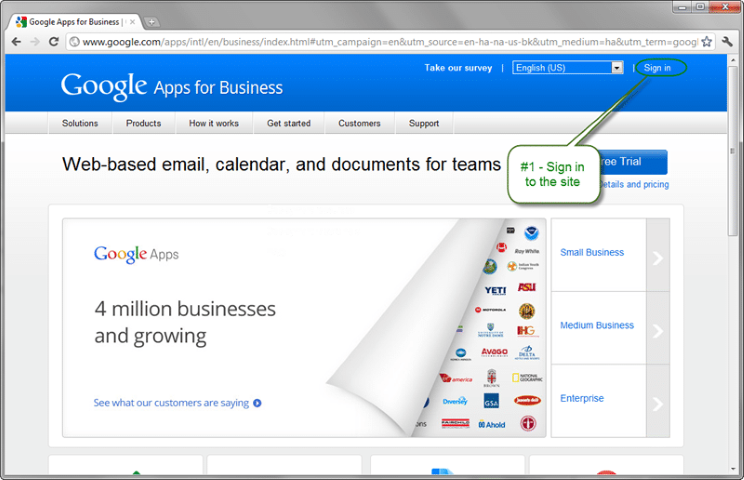 Google Apps for Business |
www.google.com/apps/intl/en/business/index.html#utm_campaign=en&utm_source=en-ha-na-us-bk&utm_medium=ha&utm_term=googl
Take our survey | English (US) | Sign in
Google Apps for Business
Solutions Products How it works Get started Customers Support
Web-based email, calendar, and documents for teams
ree Trial
#1 - Sign in
to the site
etails and pricing
Google Apps
4 million businesses
and growing
See what our customers are saying
Ray White.
YETI ASU
MOTOROLA
IHG
AVAGO DELTA
america NATIONAL GEOGRAPHIC
Diversey GSA
FAIRCHILD Ahold
Small Business
Medium Business
Enterprise